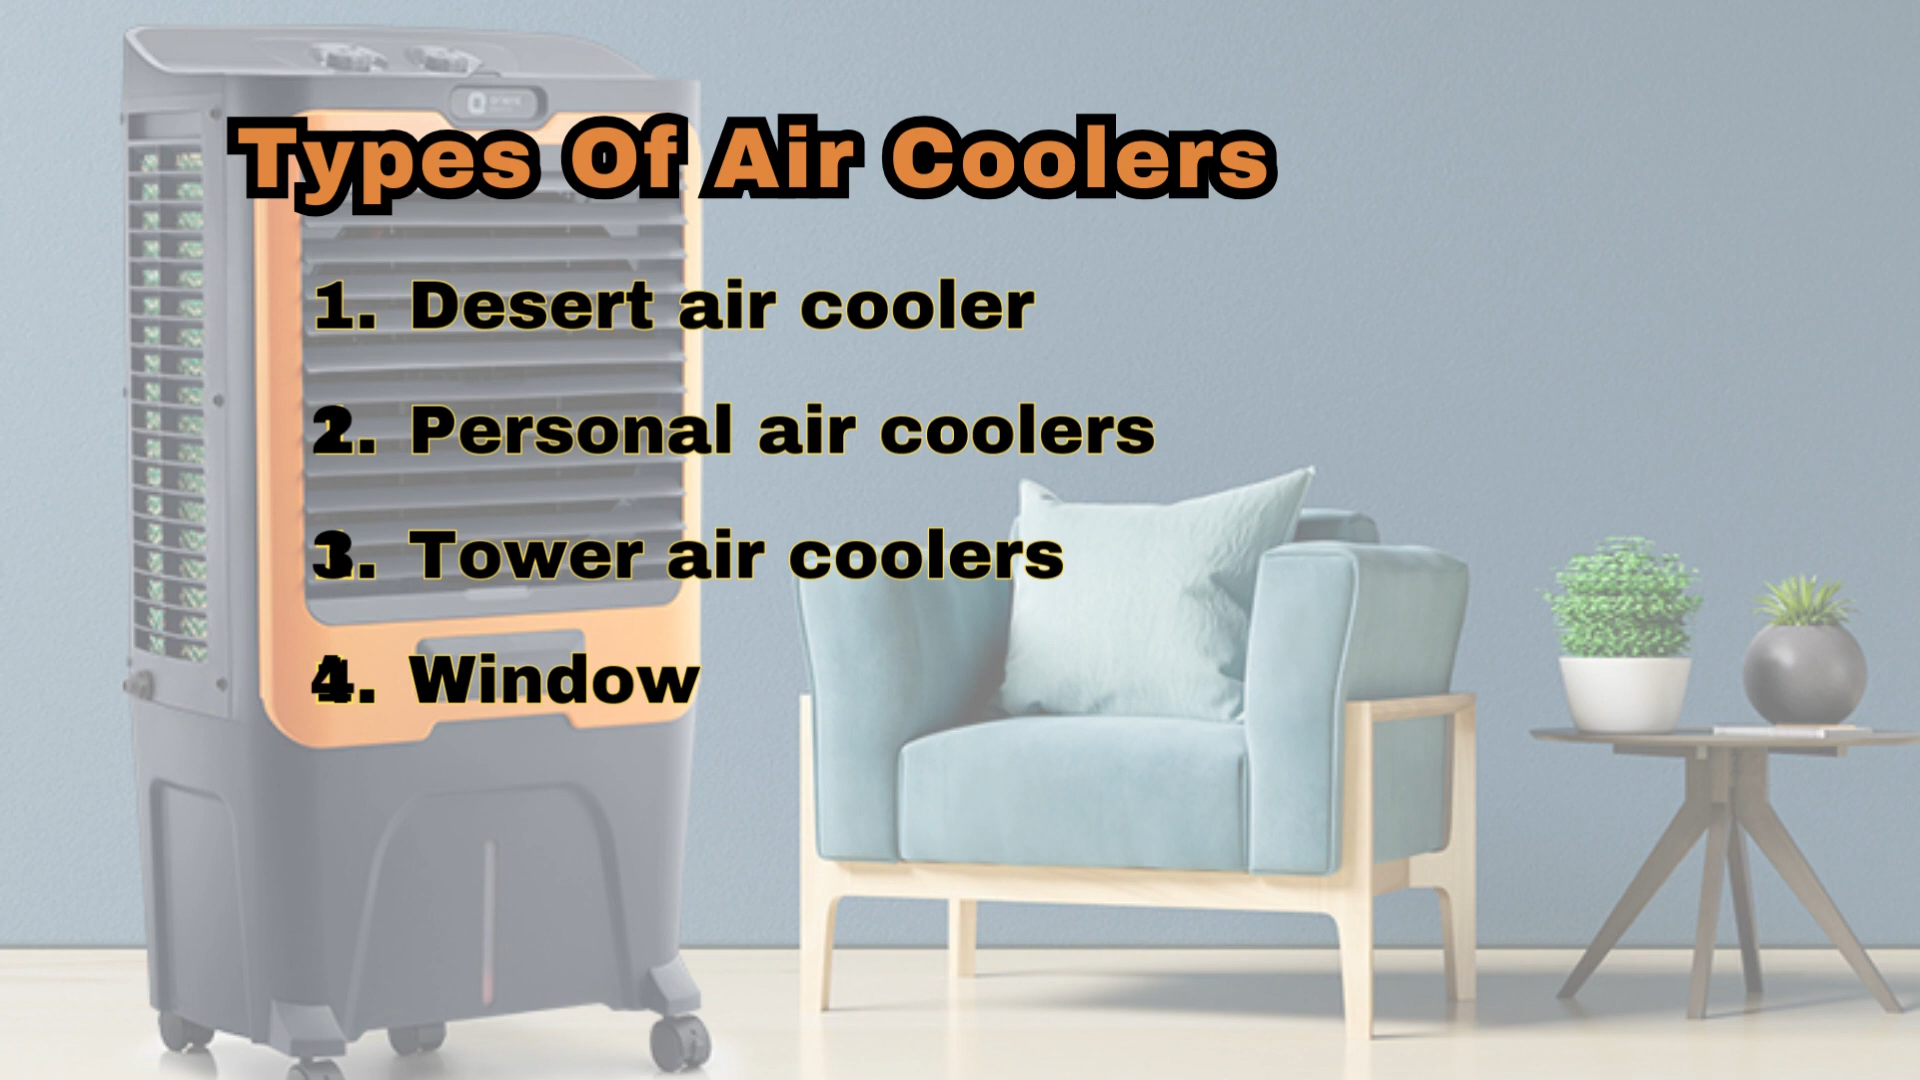 Types Of Air Coolers
1. Desert air cooler
2. Personal air coolers
3. Tower air coolers
4. Window